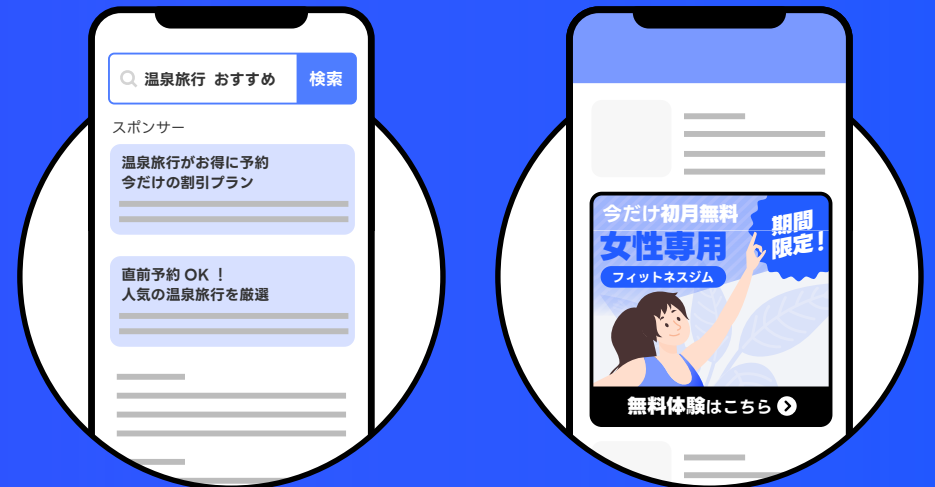 温泉旅行 おすすめ
検索
スポンサー
温泉旅行がお得に予約
今だけの割引プラン
直前予約 OK !
人気の温泉旅行を厳選
今だけ初月無料
女性専用
フィットネスジム
期間
限定!
無料体験はこちら